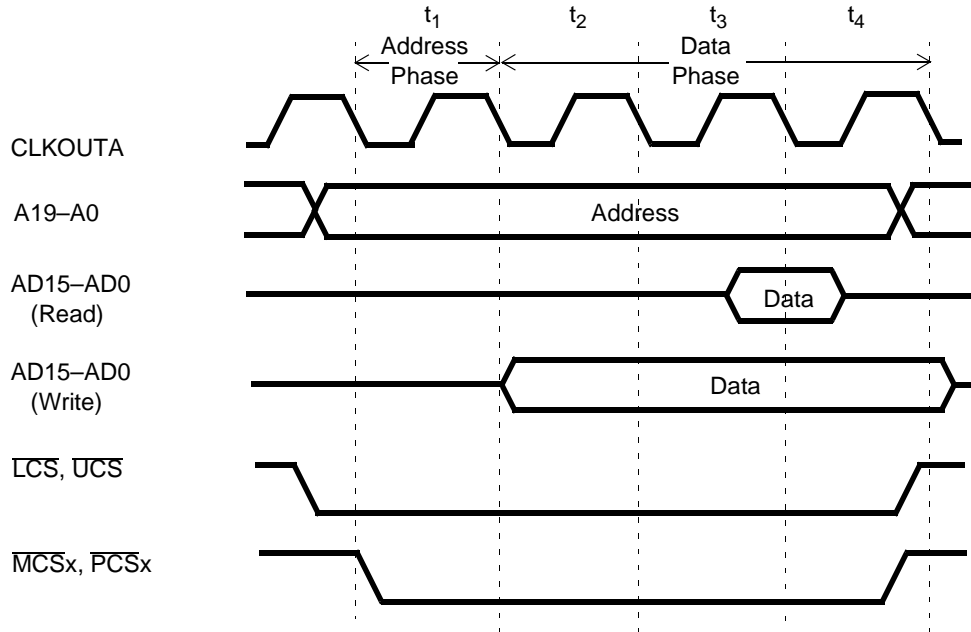 t1 t2 t3 t4
Address Phase
Data Phase
CLKOUTA
A19–A0
Address
AD15–AD0
(Read)
Data
AD15–AD0
(Write)
Data
LCS, UCS
MCSx, PCSx